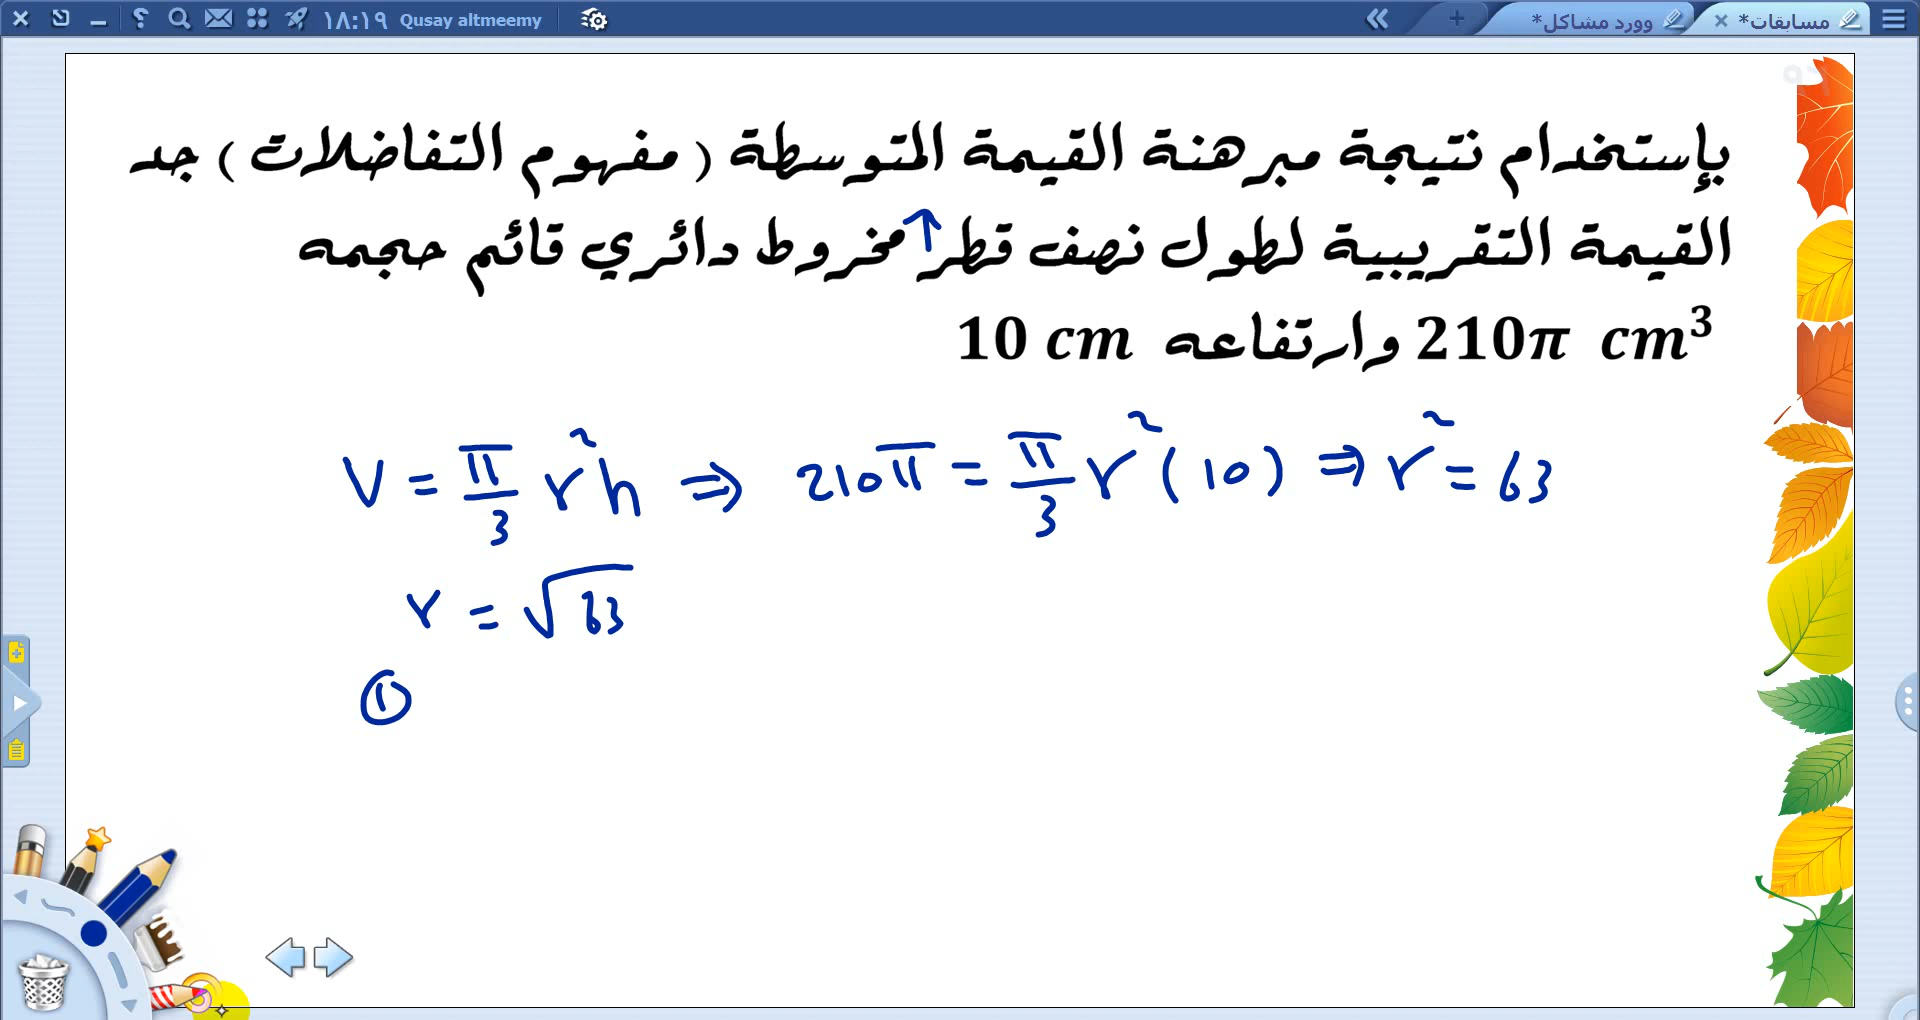 ١٨:١٩ Qusay altmeemy
وورد مشاكل*
مسابقات*
٩٦
بإستخدام نتيجة مبرهنة القيمة المتوسطة ( مفهوم التفاضلات ) جد
القيمة التقريبية لطول نصف قطر مخروط دائري قائم حجمه
210π cm³ وارتفاعه 10 cm
V = π/3 r²h ⇒ 210π = π/3 r² (10) ⇒ r² = 63
r = √63
①